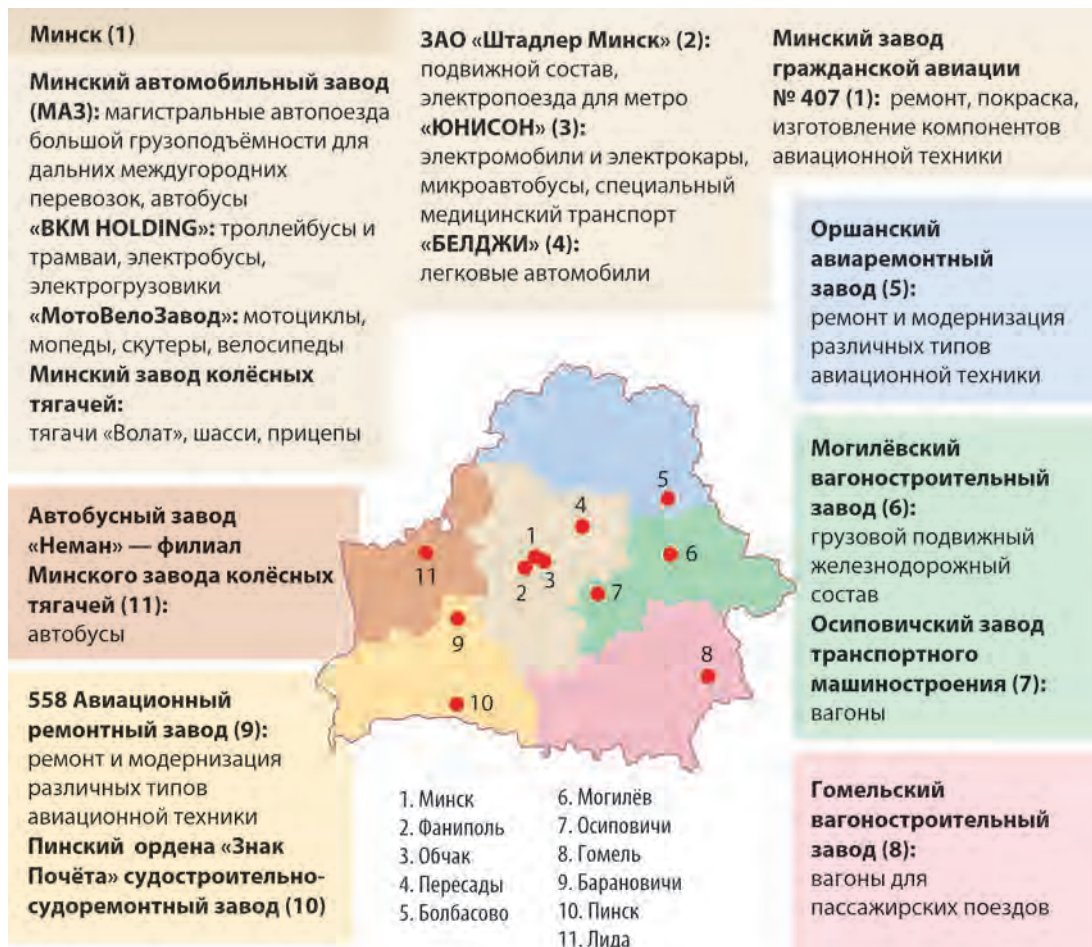 Минск (1)
Минский автомобильный завод
(МАЗ): магистральные автопоезда
большой грузоподъёмности для
дальних междугородних
перевозок, автобусы
«ВКМ HOLDING»: троллейбусы и
трамваи, электробусы,
электрогрузовики
«МотоВелоЗавод»: мотоциклы,
мопеды, скутеры, велосипеды
Минский завод колёсных
тягачей:
тягачи «Волат», шасси, прицепы
ЗАО «Штадлер Минск» (2):
подвижной состав,
электропоезда для метро
«ЮНИСОН» (3):
электромобили и электрокары,
микроавтобусы, специальный
медицинский транспорт
«БЕЛДЖИ» (4):
легковые автомобили
Минский завод
гражданской авиации
№ 407 (1): ремонт, покраска,
изготовление компонентов
авиационной техники
Оршанский
авиаремонтный
завод (5):
ремонт и модернизация
различных типов
авиационной техники
Могилёвский
вагоностроительный
завод (6):
грузовой подвижный
железнодорожный
состав
Осиповичский завод
транспортного
машиностроения (7):
вагоны
Гомельский
вагоностроительный
завод (8):
вагоны для
пассажирских поездов
Автобусный завод
«Неман» — филиал
Минского завода колёсных
тягачей (11):
автобусы
558 Авиационный
ремонтный завод (9):
ремонт и модернизация
различных типов
авиационной техники
Пинский ордена «Знак
Почёта» судостроительно-
судоремонтный завод (10)
5
4
1
11
2
3
6
7
9
8
10
1. Минск
2. Фаниполь
3. Обчак
4. Пересады
5. Болбасово
6. Могилёв
7. Осиповичи
8. Гомель
9. Барановичи
10. Пинск
11. Лида